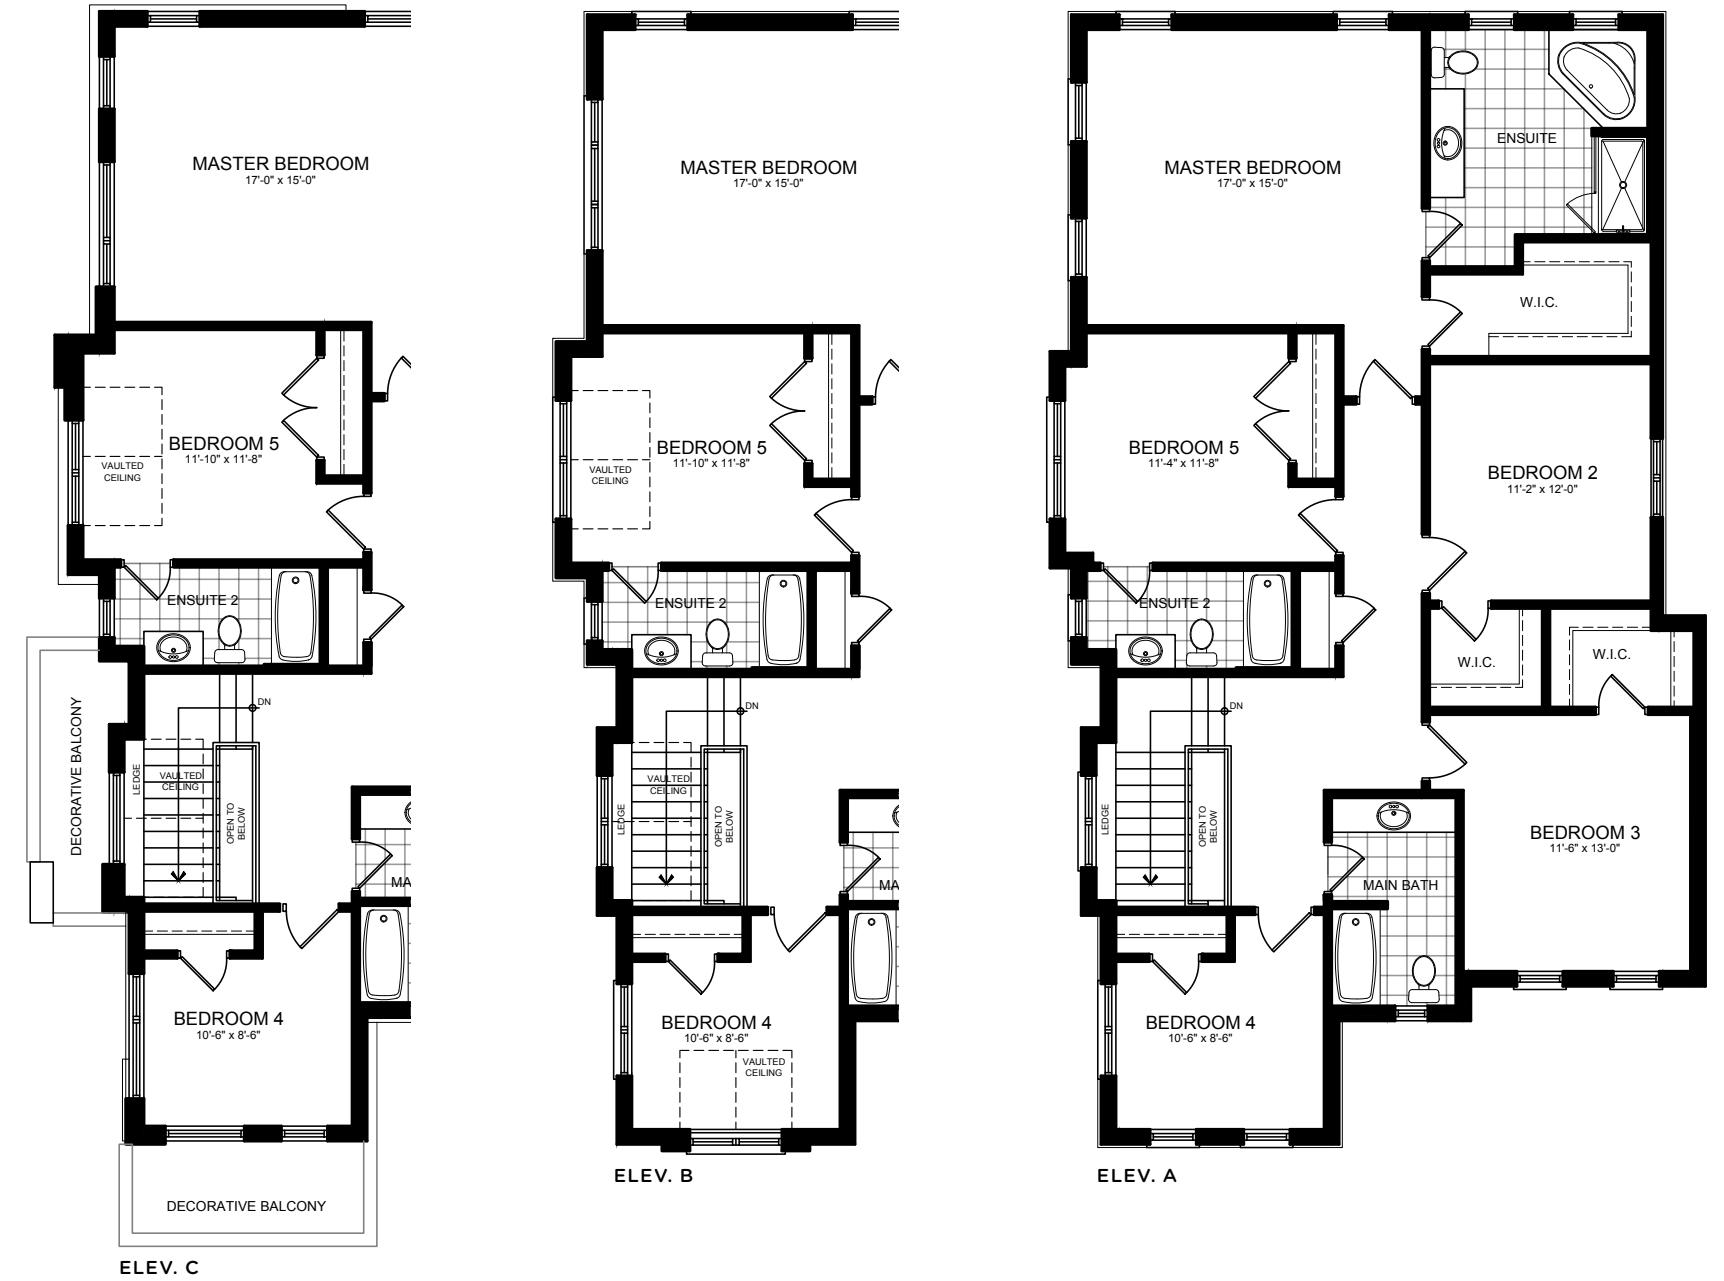 MASTER BEDROOM
17'-0" x 15'-0"
BEDROOM 5
11'-10" x 11'-8"
VAULTED
CEILING
ENSUITE 2
DECORATIVE BALCONY
DN
LEDGE
VAULTED
CEILING
OPEN TO
BELOW
MA
BEDROOM 4
10'-6" x 8'-6"
DECORATIVE BALCONY
ELEV. C
MASTER BEDROOM
17'-0" x 15'-0"
BEDROOM 5
11'-10" x 11'-8"
VAULTED
CEILING
ENSUITE 2
DN
LEDGE
VAULTED
CEILING
OPEN TO
BELOW
MA
BEDROOM 4
10'-6" x 8'-6"
VAULTED
CEILING
ELEV. B
MASTER BEDROOM
17'-0" x 15'-0"
ENSUITE
W.I.C.
BEDROOM 5
11'-4" x 11'-8"
BEDROOM 2
11'-2" x 12'-0"
ENSUITE 2
W.I.C.
W.I.C.
DN
LEDGE
OPEN TO
BELOW
BEDROOM 3
11'-6" x 13'-0"
MAIN BATH
BEDROOM 4
10'-6" x 8'-6"
ELEV. A